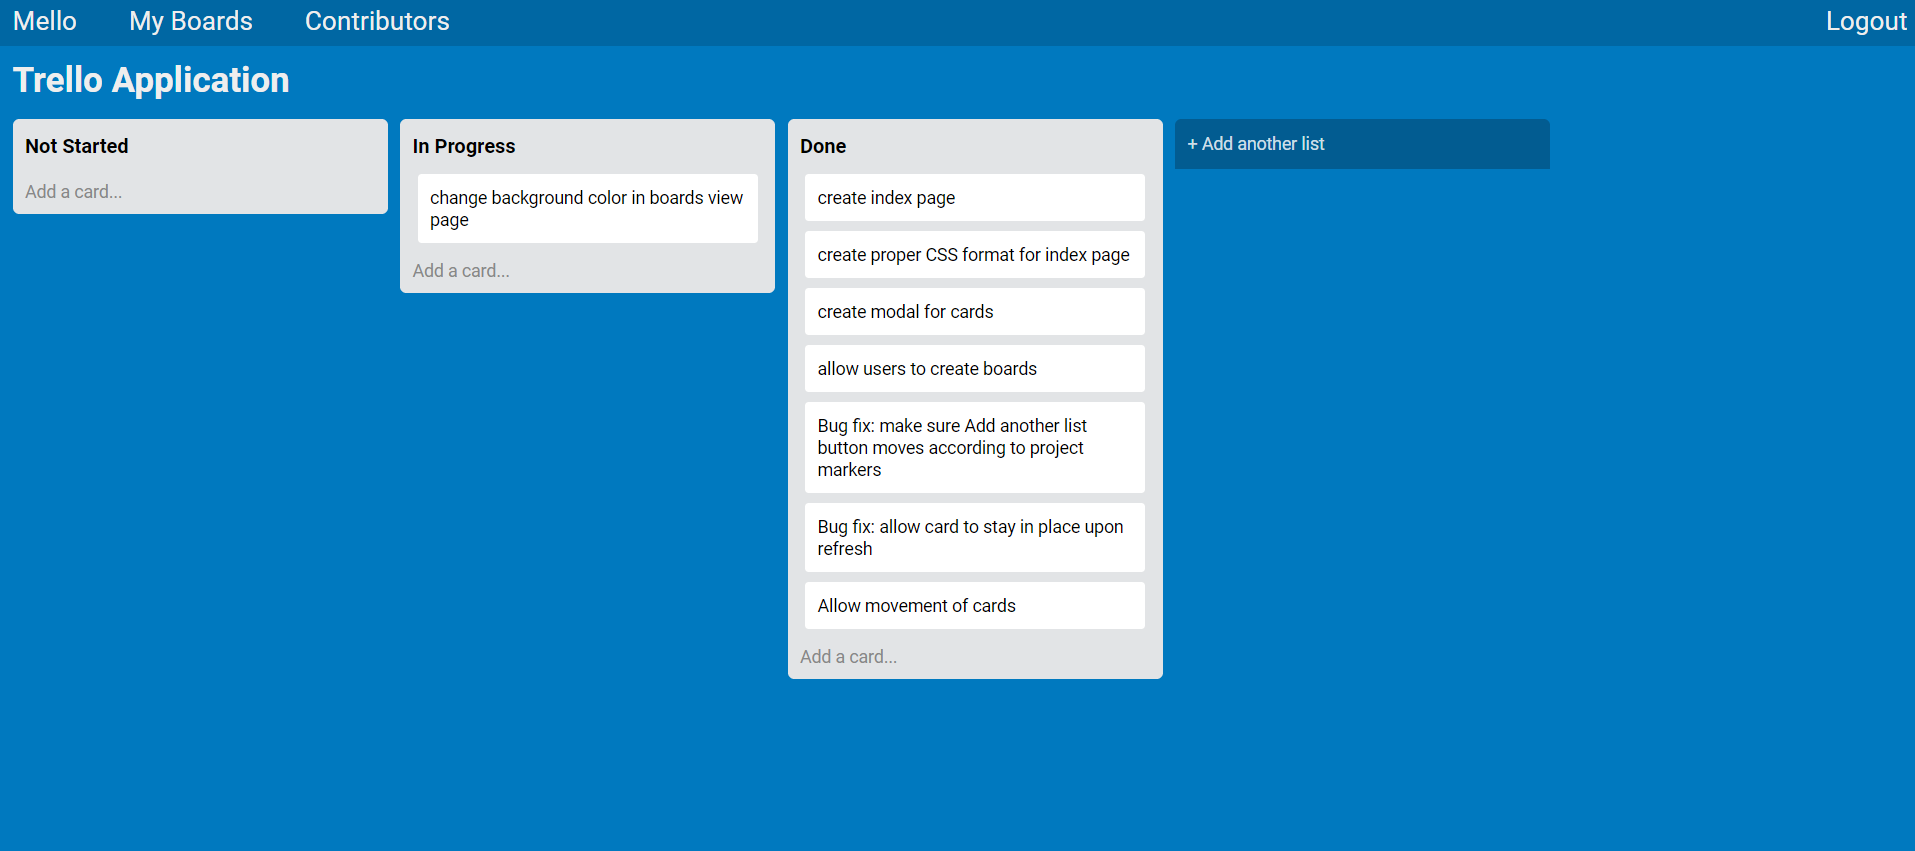 Mello My Boards Contributors Logout
Trello Application
Not Started
Add a card...
In Progress
change background color in boards view
page
Add a card...
Done
create index page
create proper CSS format for index page
create modal for cards
allow users to create boards
Bug fix: make sure Add another list
button moves according to project
markers
Bug fix: allow card to stay in place upon
refresh
Allow movement of cards
Add a card...
+ Add another list